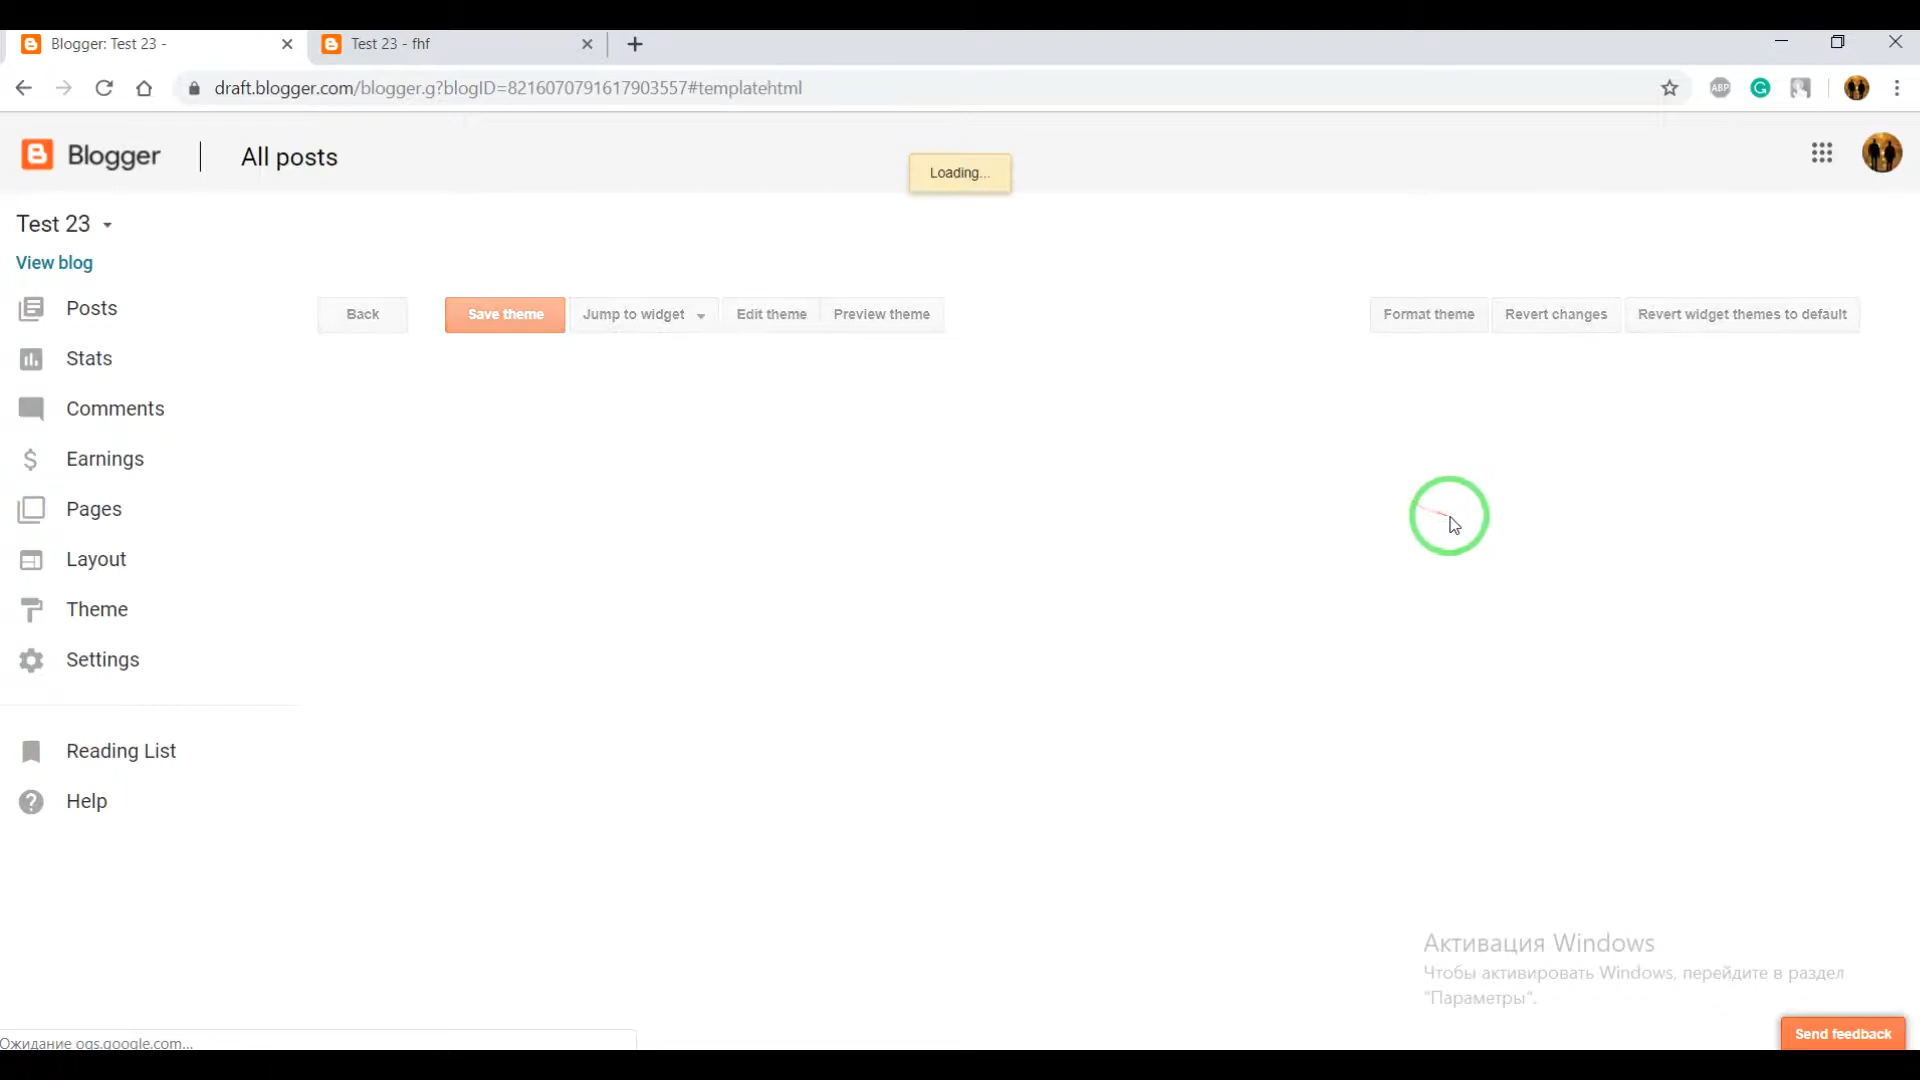 Blogger: Test 23 -
Test 23 - fhf
draft.blogger.com/blogger.g?blogID=8216070791617903557#templatehtml
ABP
Blogger
All posts
Loading...
Test 23
View blog
Posts
Stats
Comments
Earnings
Pages
Layout
Theme
Settings
Reading List
Help
Back
Save theme
Jump to widget
Edit theme
Preview theme
Format theme
Revert changes
Revert widget themes to default
Активация Windows
Чтобы активировать Windows, перейдите в раздел
"Параметры".
Send feedback
Ожидание ogs.google.com...